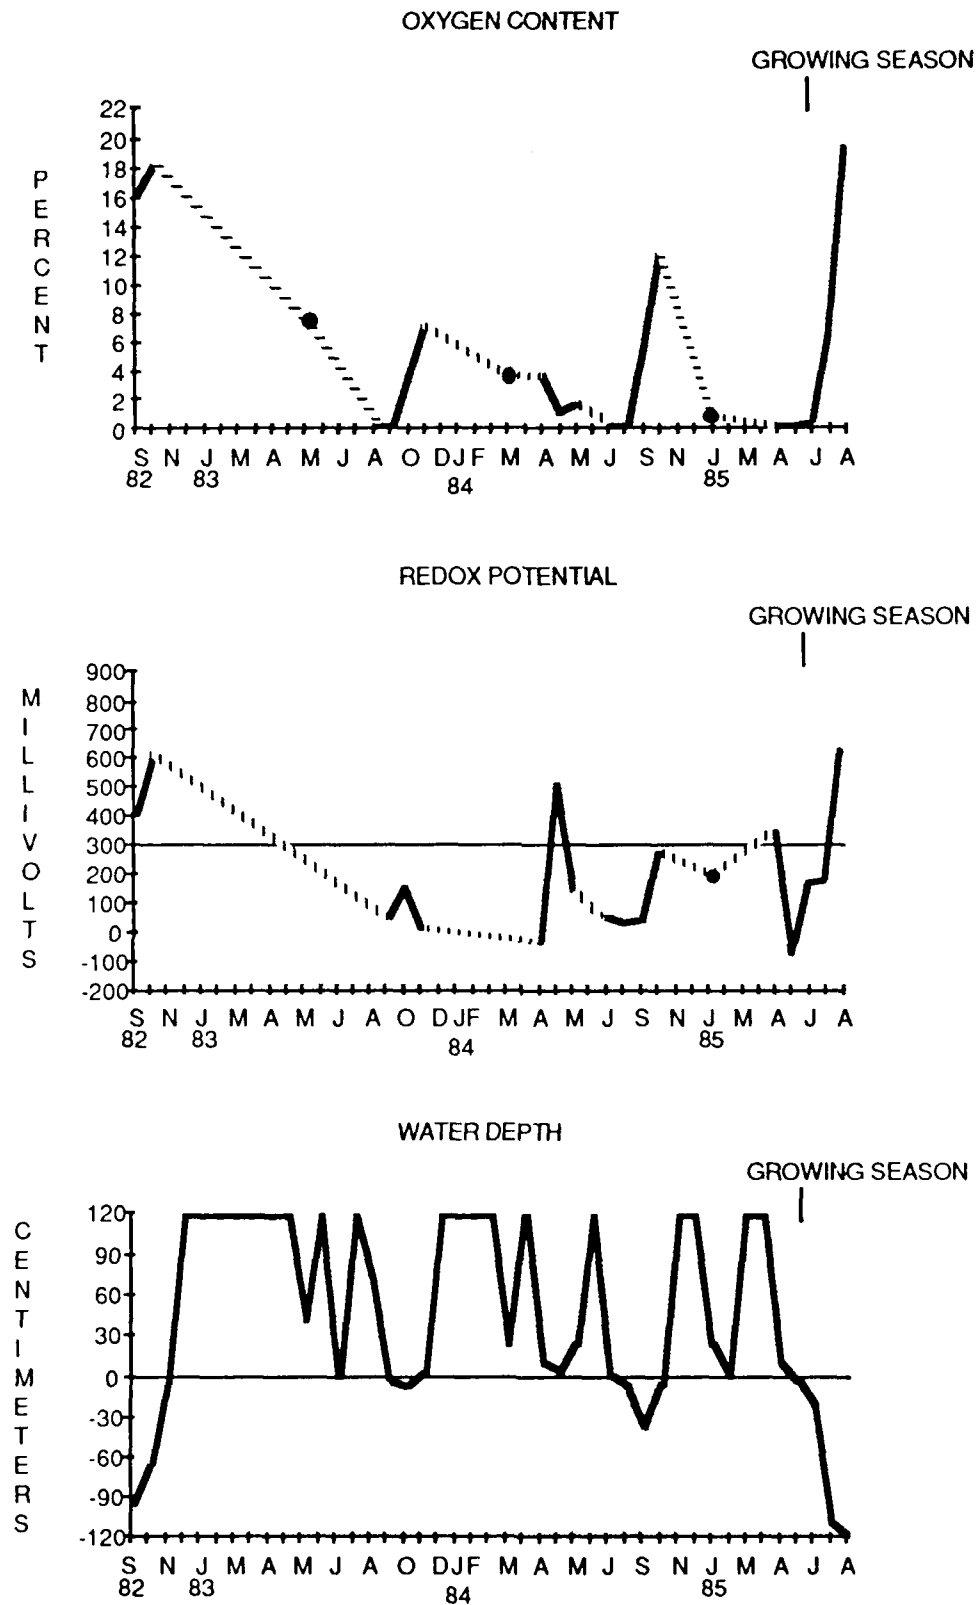 OXYGEN CONTENT
GROWING SEASON
PERCENT
22
20
18
16
14
12
10
8
6
4
2
0
S N J M A M J A O D J F M A M J S N J M A J A
82 83 84 85
REDOX POTENTIAL
GROWING SEASON
MILLIVOLTS
900
800
700
600
500
400
300
200
100
0
-100
-200
S N J M A M J A O D J F M A M J S N J M A J A
82 83 84 85
WATER DEPTH
GROWING SEASON
CENTIMETERS
120
90
60
30
0
-30
-60
-90
-120
S N J M A M J A O D J F M A M J S N J M A J A
82 83 84 85